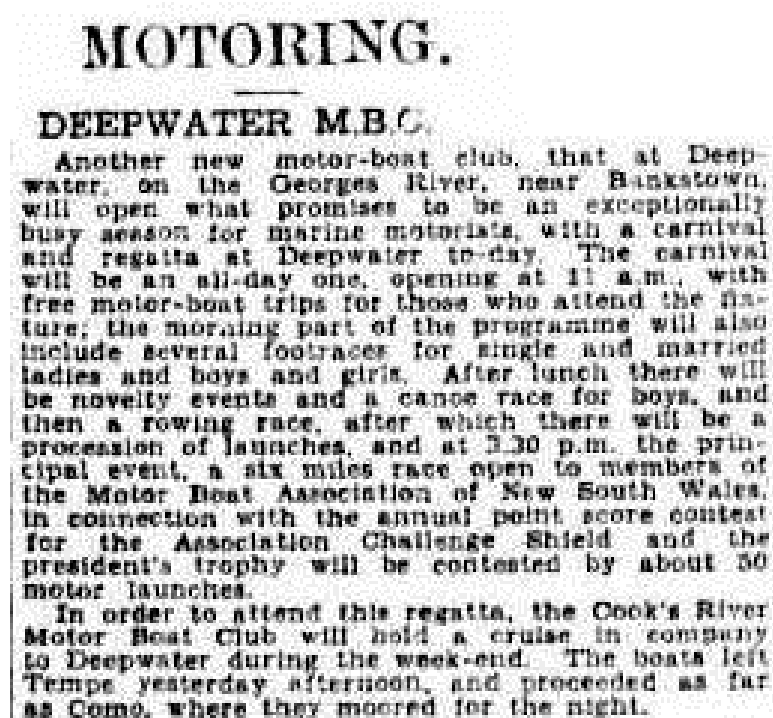 MOTORING.
DEEPWATER M.B.C.
Another new motor-boat club, that at Deep-
water, on the Georges River, near Bankstown,
will open what promises to be an exceptionally
busy season for marine motorists, with a carnival
and regatta at Deepwater to-day. The carnival
will be an all-day one, opening at 11 a.m., with
free motor-boat trips for those who attend the fix-
ture; the morning part of the programme will also
include several footraces for single and married
ladies and boys and girls. After lunch there will
be novelty events and a canoe race for boys, and
then a rowing race, after which there will be a
procession of launches, and at 3.30 p.m. the prin-
cipal event, a six miles race open to members of
the Motor Boat Association of New South Wales,
in connection with the annual point score contest
for the Association Challenge Shield and the
president's trophy will be contested by about 50
motor launches.
In order to attend this regatta, the Cook's River
Motor Boat Club will hold a cruise in company
to Deepwater during the week-end. The boats left
Tempe yesterday afternoon, and proceeded as far
as Como, where they moored for the night.